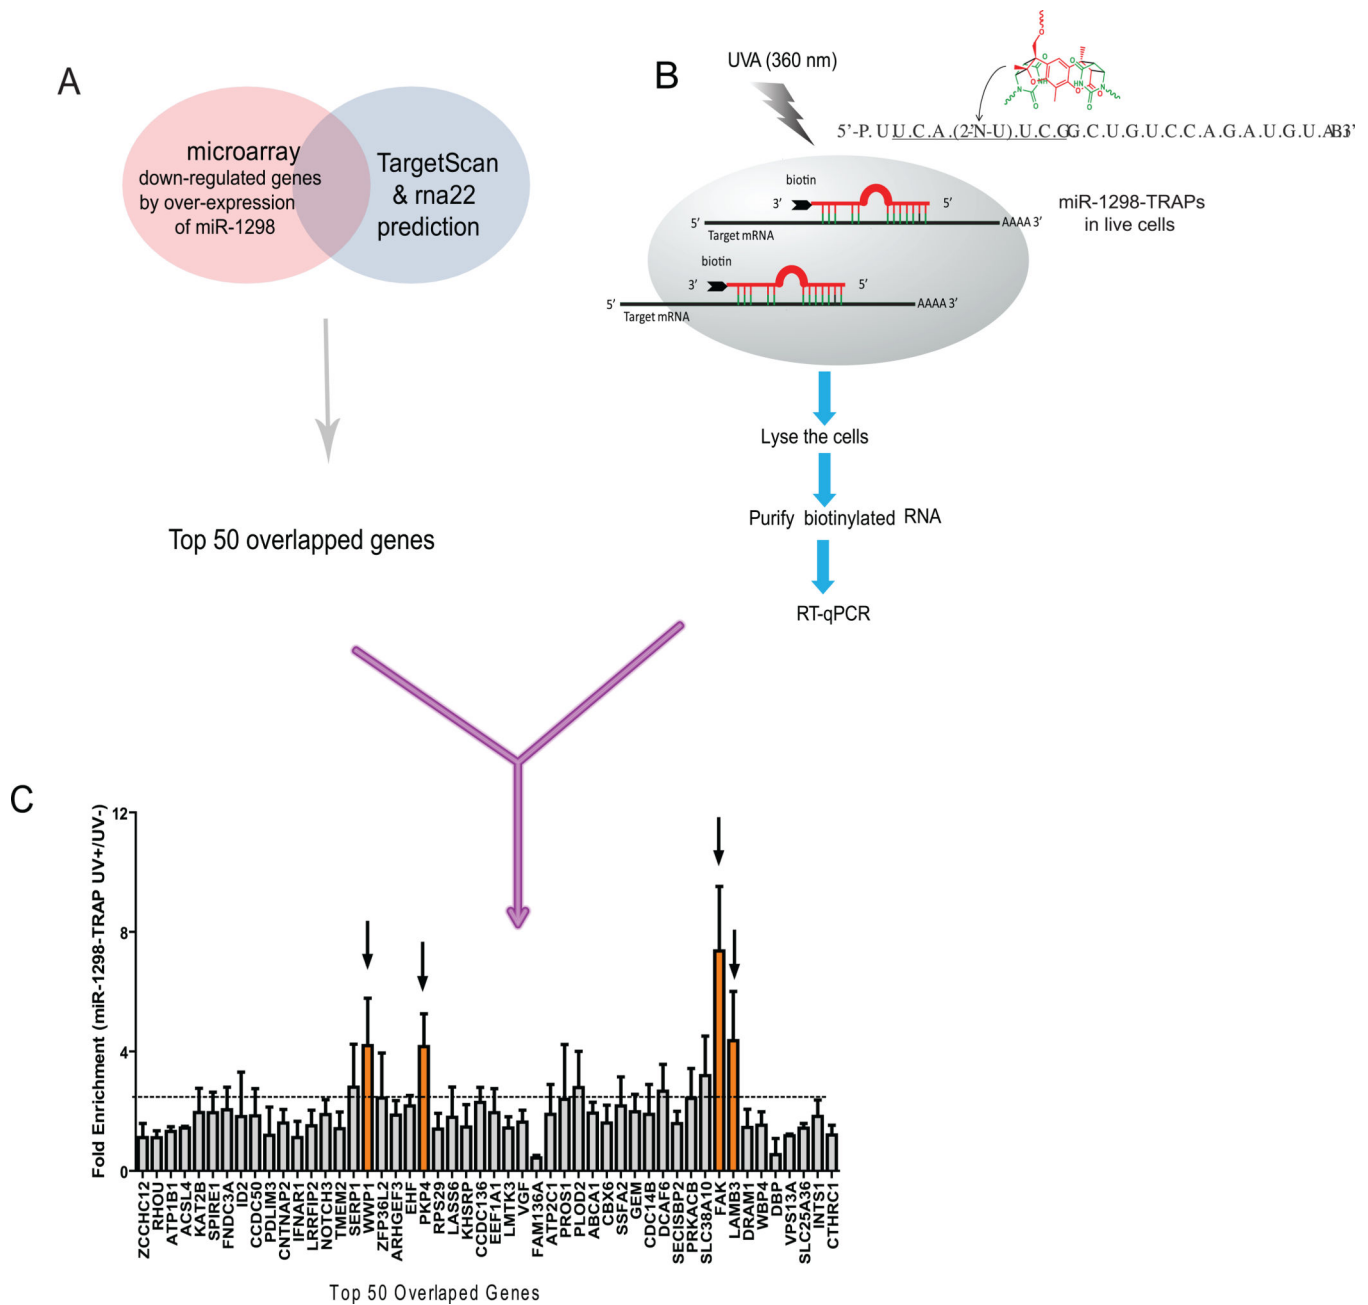 A
microarray
down-regulated genes
by over-expression
of miR-1298
TargetScan
& rna22
prediction
Top 50 overlapped genes
B
UVA (360 nm)
5'-P. U U.C.A.(2'-N-U).U.C.G G.C.U.G.U.C.C.A.G.A.U.G.U.A.B3'
biotin
3'
5'
5'
Target mRNA
AAAA 3'
biotin
3'
5'
5'
Target mRNA
AAAA 3'
miR-1298-TRAPs
in live cells
Lyse the cells
Purify biotinylated RNA
RT-qPCR
C
Fold Enrichment (miR-1298-TRAP UV+/UV-)
12
8
4
0
ZCCHC12
RHOU
ATP1B1
ACSL4
KAT2B
SPIRE1
FNDC3A
ID2
CCDC50
PDLIM3
CNTNAP2
IFNAR1
LRRFIP2
NOTCH3
TMEM2
SERP1
WWP1
ZFP36L2
ARHGEF3
EHF
PKP4
RPS29
LASS6
KHSRP
CCDC136
EEF1A1
LMTK3
VGF
FAM136A
ATP2C1
PROS1
PLOD2
ABCA1
CBX6
SSFA2
GEM
CDC14B
DCAF6
SECISBP2
PRKACB
SLC38A10
FAK
LAMB3
DRAM1
WBP4
DBP
VPS13A
SLC25A36
INTS1
CTHRC1
Top 50 Overlaped Genes